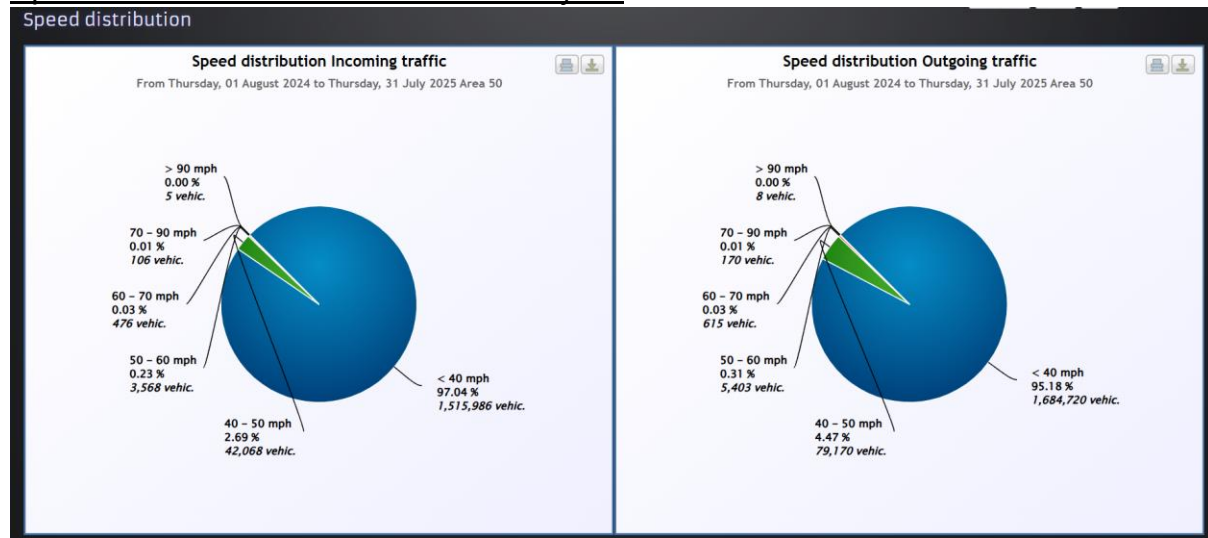 Speed distribution
Speed distribution Incoming traffic
From Thursday, 01 August 2024 to Thursday, 31 July 2025 Area 50
> 90 mph
0.00 %
5 vehic.
70 – 90 mph
0.01 %
106 vehic.
60 – 70 mph
0.03 %
476 vehic.
50 – 60 mph
0.23 %
3,568 vehic.
40 – 50 mph
2.69 %
42,068 vehic.
< 40 mph
97.04 %
1,515,986 vehic.
Speed distribution Outgoing traffic
From Thursday, 01 August 2024 to Thursday, 31 July 2025 Area 50
> 90 mph
0.00 %
8 vehic.
70 – 90 mph
0.01 %
170 vehic.
60 – 70 mph
0.03 %
615 vehic.
50 – 60 mph
0.31 %
5,403 vehic.
40 – 50 mph
4.47 %
79,170 vehic.
< 40 mph
95.18 %
1,684,720 vehic.